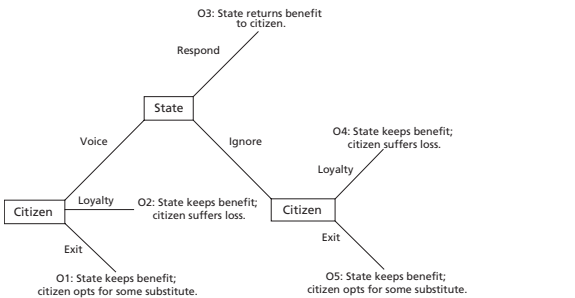 O3: State returns benefit
to citizen.
Respond
State
Voice
Ignore
O4: State keeps benefit;
citizen suffers loss.
Loyalty
Loyalty
O2: State keeps benefit;
citizen suffers loss.
Citizen
Citizen
Exit
Exit
O1: State keeps benefit;
citizen opts for some substitute.
O5: State keeps benefit;
citizen opts for some substitute.